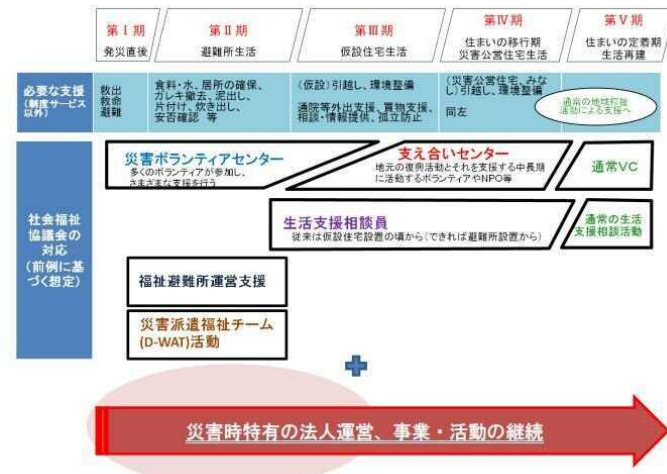 第Ⅰ期
発災直後
第Ⅱ期
避難所生活
第Ⅲ期
仮設住宅生活
第Ⅳ期
住まいの移行期
災害公営住宅生活
第Ⅴ期
住まいの定着期
生活再建
必要な支援
(制度サービス
以外)
救出
救命
避難
食料・水、居所の確保、
ガレキ撤去、泥出し、
片付け、炊き出し、
安否確認 等
(仮設)引越し、環境整備
通院等外出支援、買物支援、
相談・情報提供、孤立防止
(災害公営住宅、みな
し)引越し、環境整備
同左
通常の地域福祉
活動による支援へ
社会福祉
協議会の
対応
(前例に基
づく想定)
災害ボランティアセンター
多くのボランティアが参加し、
さまざまな支援を行う
支え合いセンター
地元の復興活動とそれを支援する中長期
に活動するボランティアやNPO等
通常VC
生活支援相談員
従来は仮設住宅設置の頃から(できれば避難所設置から)
通常の生活
支援相談活動
福祉避難所運営支援
災害派遣福祉チーム
(D-WAT)活動
災害時特有の法人運営、事業・活動の継続